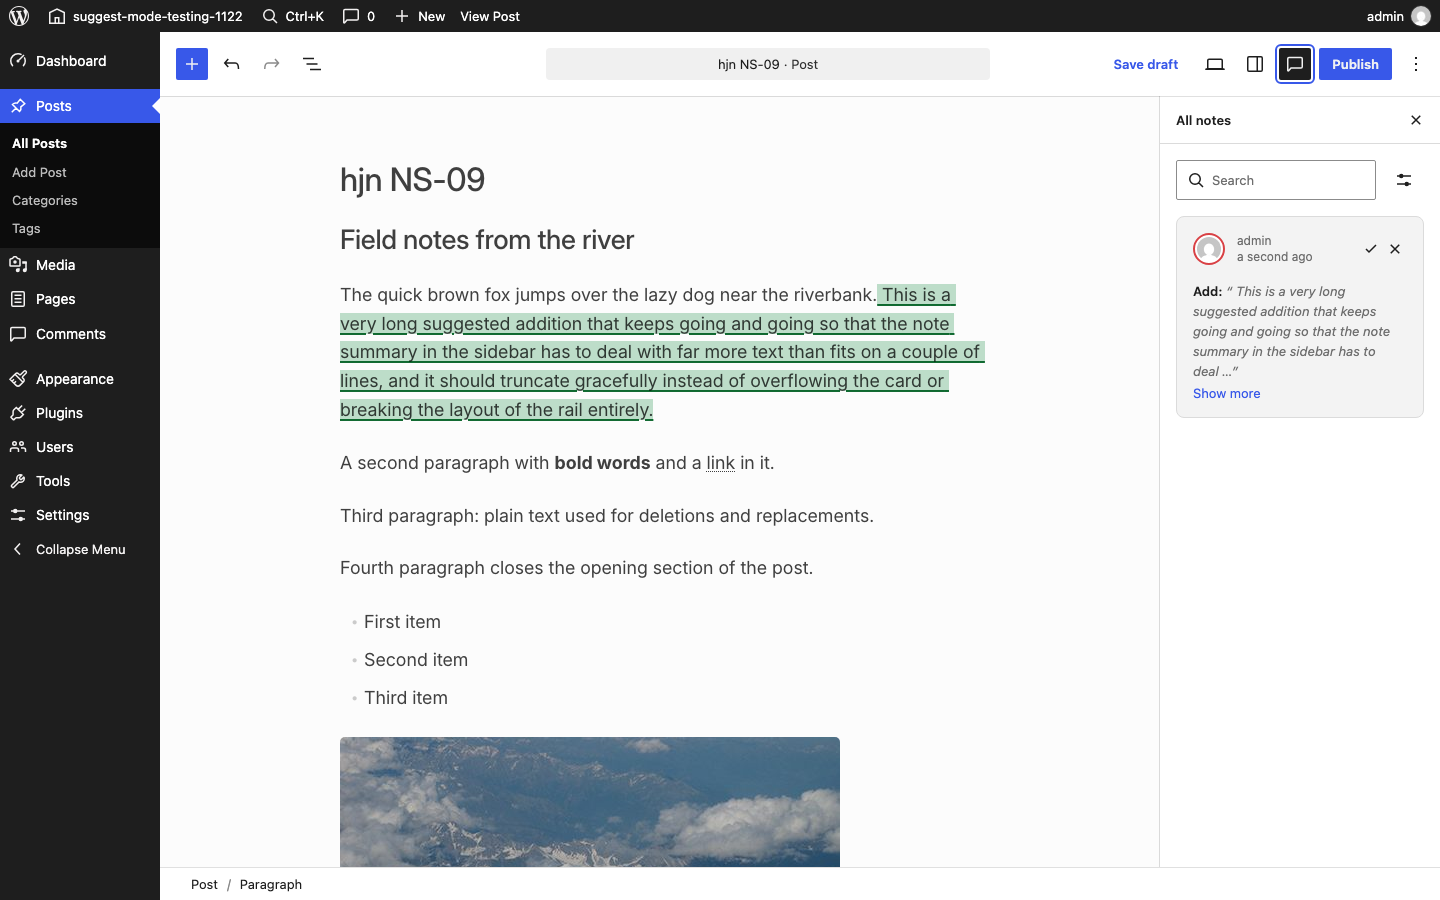 suggest-mode-testing-1122
Ctrl+K
0
New
View Post
admin
Dashboard
Posts
All Posts
Add Post
Categories
Tags
Media
Pages
Comments
Appearance
Plugins
Users
Tools
Settings
Collapse Menu
hjn NS-09 · Post
Save draft
Publish
hjn NS-09
Field notes from the river
The quick brown fox jumps over the lazy dog near the riverbank. This is a
very long suggested addition that keeps going and going so that the note
summary in the sidebar has to deal with far more text than fits on a couple of
lines, and it should truncate gracefully instead of overflowing the card or
breaking the layout of the rail entirely.
A second paragraph with bold words and a link in it.
Third paragraph: plain text used for deletions and replacements.
Fourth paragraph closes the opening section of the post.
First item
Second item
Third item
All notes
Search
admin
a second ago
Add: “ This is a very long
suggested addition that keeps
going and going so that the note
summary in the sidebar has to
deal …”
Show more
Post / Paragraph